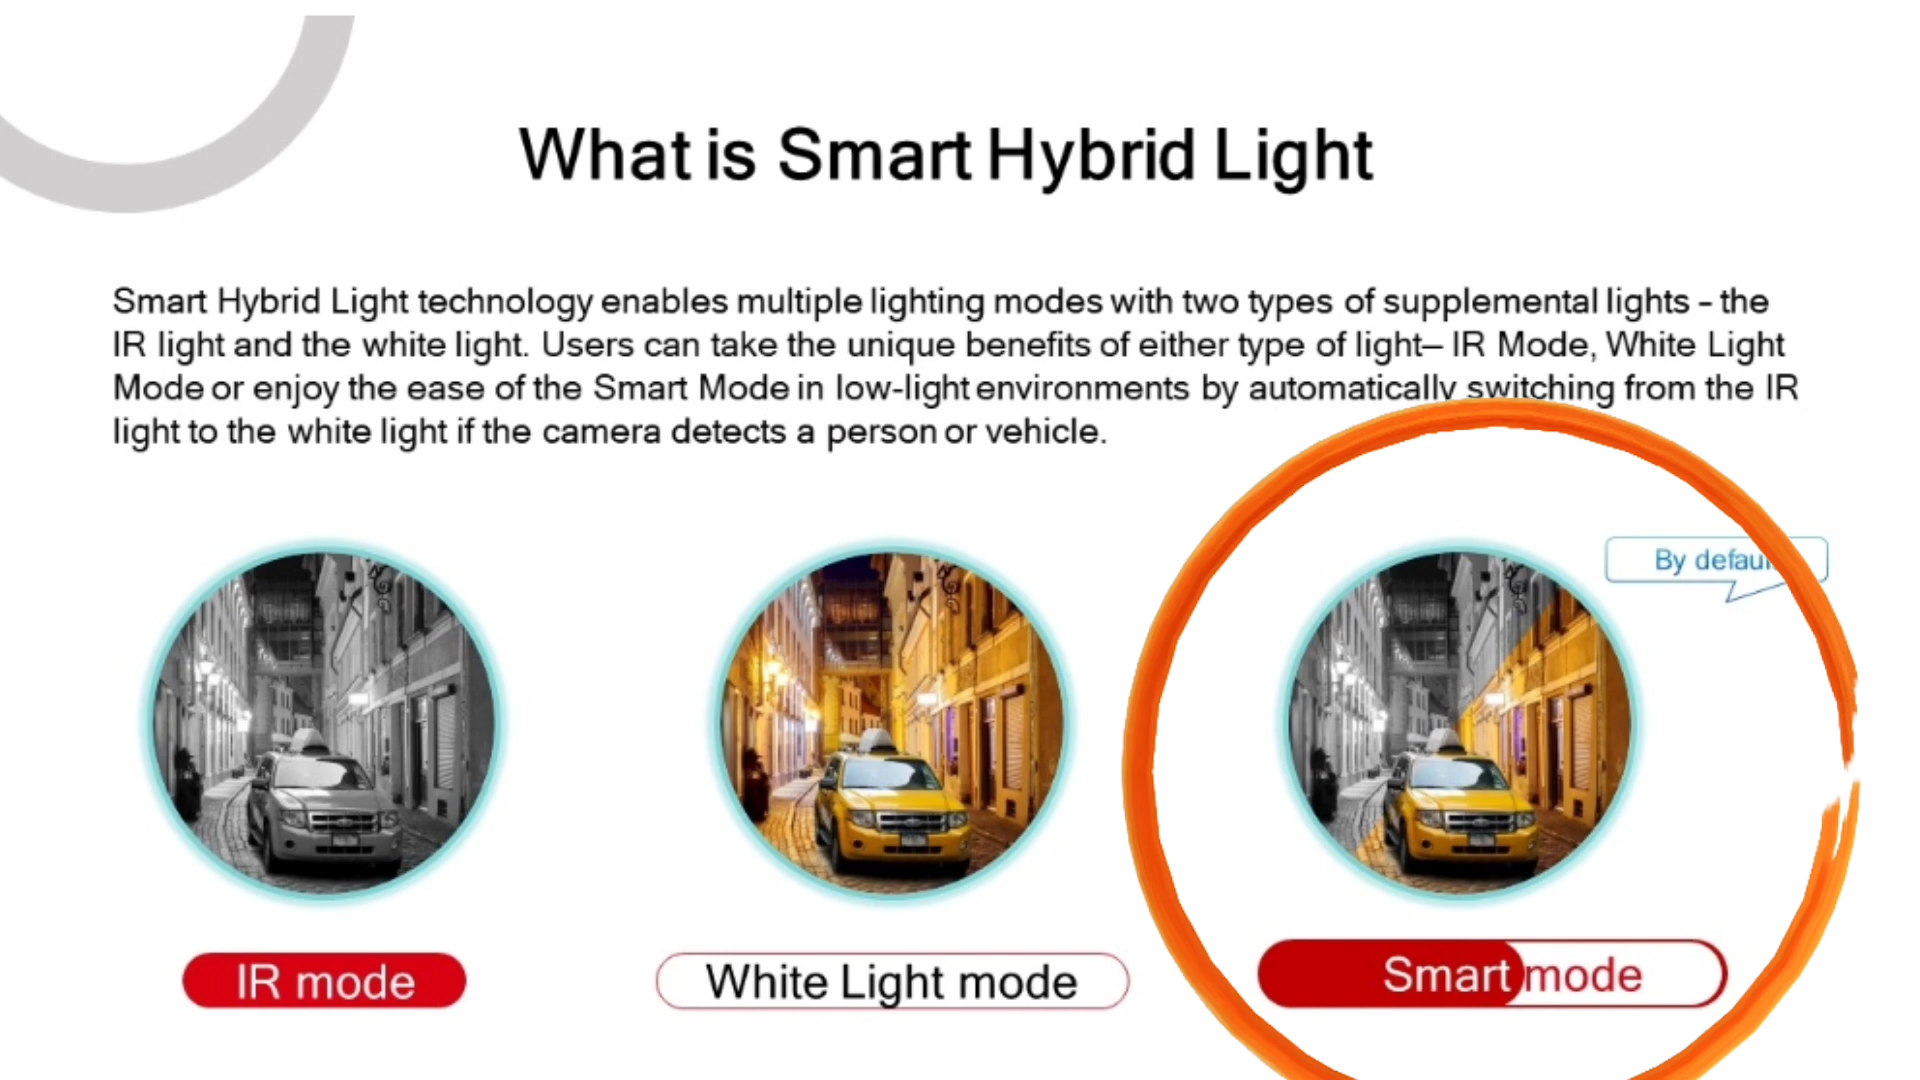 What is Smart Hybrid Light
Smart Hybrid Light technology enables multiple lighting modes with two types of supplemental lights – the
IR light and the white light. Users can take the unique benefits of either type of light– IR Mode, White Light
Mode or enjoy the ease of the Smart Mode in low-light environments by automatically switching from the IR
light to the white light if the camera detects a person or vehicle.
By defaul
IR mode
White Light mode
Smart mode